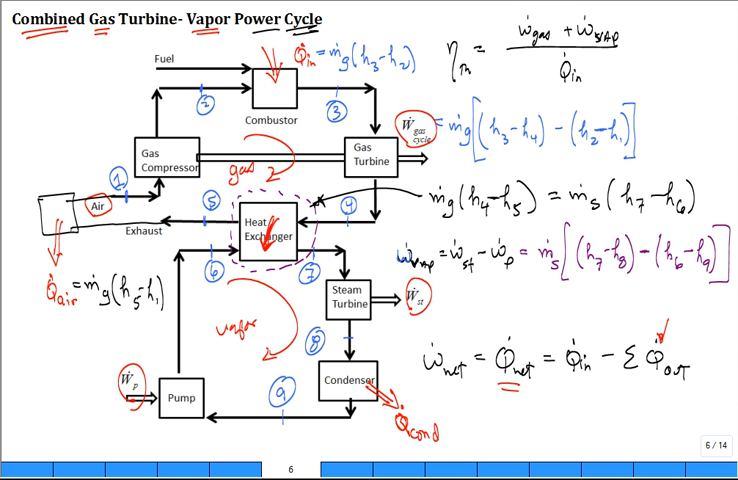 Combined Gas Turbine- Vapor Power Cycle
Q̇in = ṁg(h3-h2)
ηth = Ẇgas + Ẇvap / Q̇in
Fuel
2
Combustor
3
Ẇ gas cycle = ṁg[(h3-h4) - (h2-h1)]
Gas Compressor
gas
Gas Turbine
1
Air
5
4
Exhaust
Heat Exchanger
ṁg(h4-h5) = ṁs(h7-h6)
6
7
Ẇvap = Ẇst - Ẇp = ṁs[(h7-h8) - (h6-h9)]
Q̇air = ṁg(h5-h1)
Steam Turbine
Ẇst
vapor
8
Ẇnet = Q̇net = Q̇in - Σ Q̇out
Ẇp
Pump
9
Condenser
Q̇cond
6 / 14
6